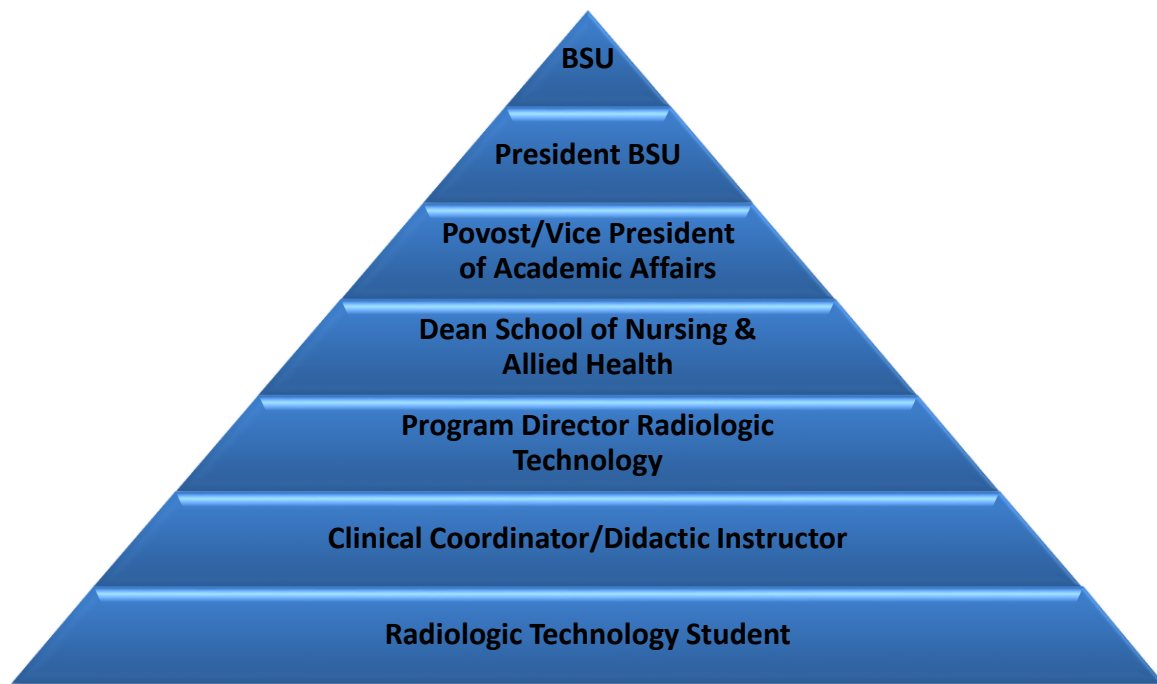 BSU
President BSU
Povost/Vice President
of Academic Affairs
Dean School of Nursing &
Allied Health
Program Director Radiologic
Technology
Clinical Coordinator/Didactic Instructor
Radiologic Technology Student